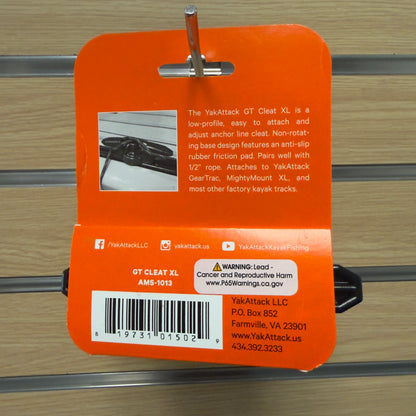 The YakAttack GT Cleat XL is a
low-profile, easy to attach and
adjust anchor line cleat. Non-rotat-
ing base design features an anti-slip
rubber friction pad. Pairs well with
1/2" rope. Attaches to YakAttack
GearTrac, MightyMount XL, and
most other factory kayak tracks.
/YakAttackLLC
yakattack.us
YakAttackKayakFishing
GT CLEAT XL
AMS-1013
WARNING: Lead -
Cancer and Reproductive Harm
www.P65Warnings.ca.gov
8 19731 01502 9
YakAttack LLC
P.O. Box 852
Farmville, VA 23901
www.YakAttack.us
434.392.3233